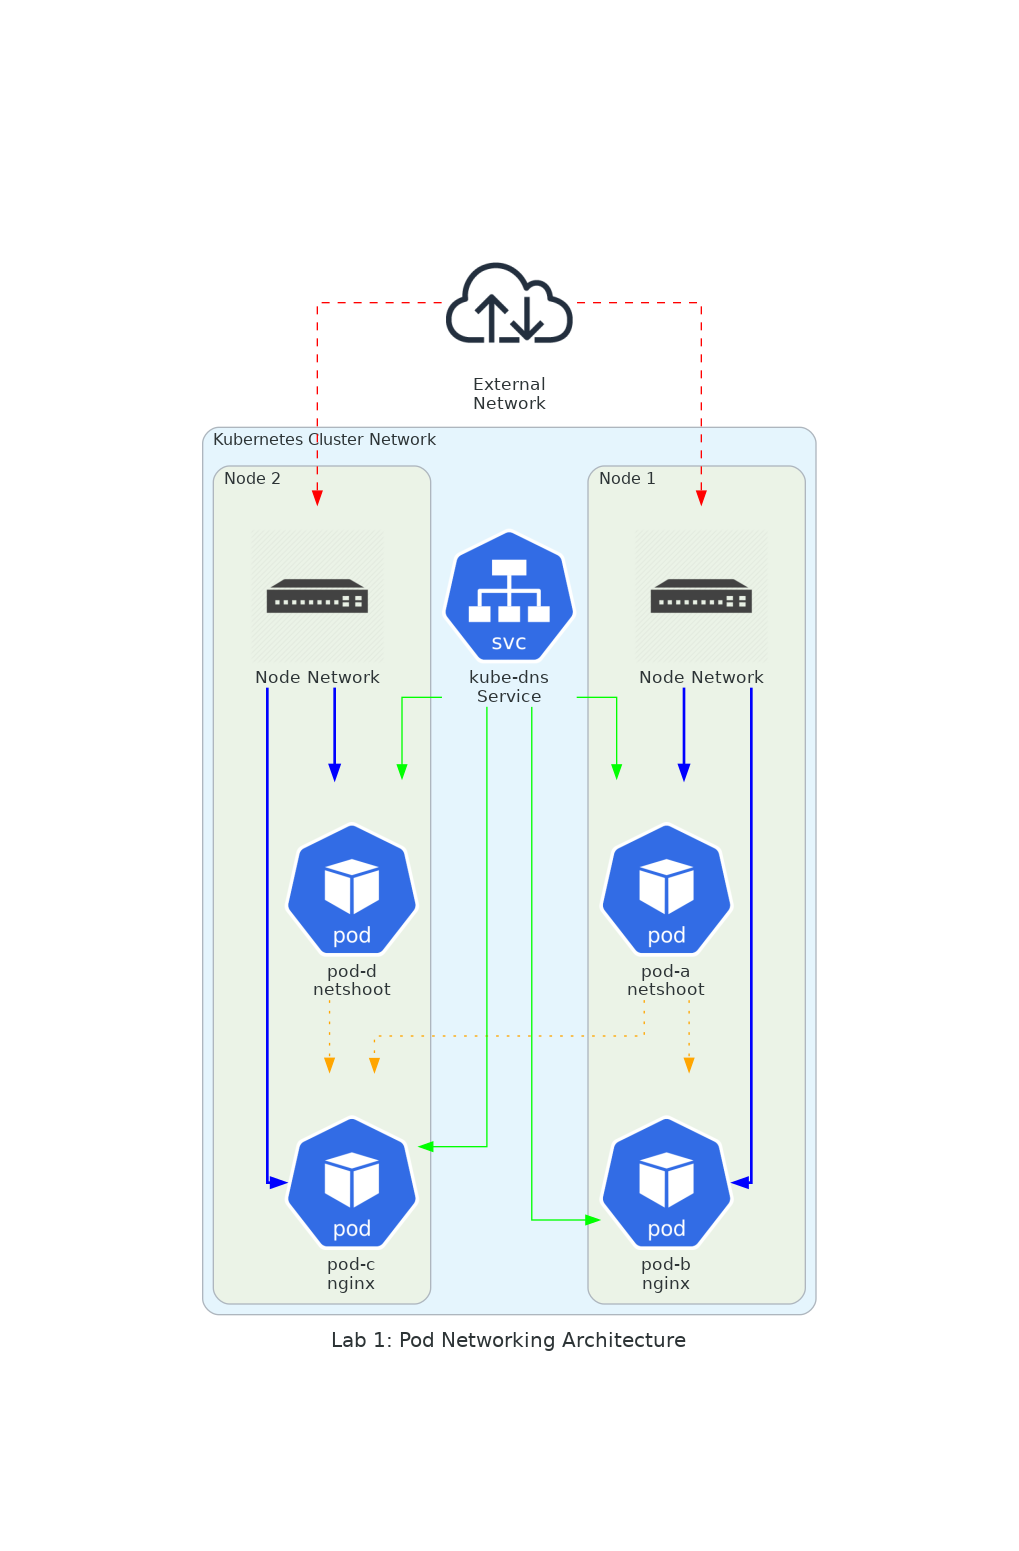 External
Network
Kubernetes Cluster Network
Node 2
Node 1
svc
Node Network
kube-dns
Service
Node Network
pod
pod-d
netshoot
pod
pod-a
netshoot
pod
pod-c
nginx
pod
pod-b
nginx
Lab 1: Pod Networking Architecture